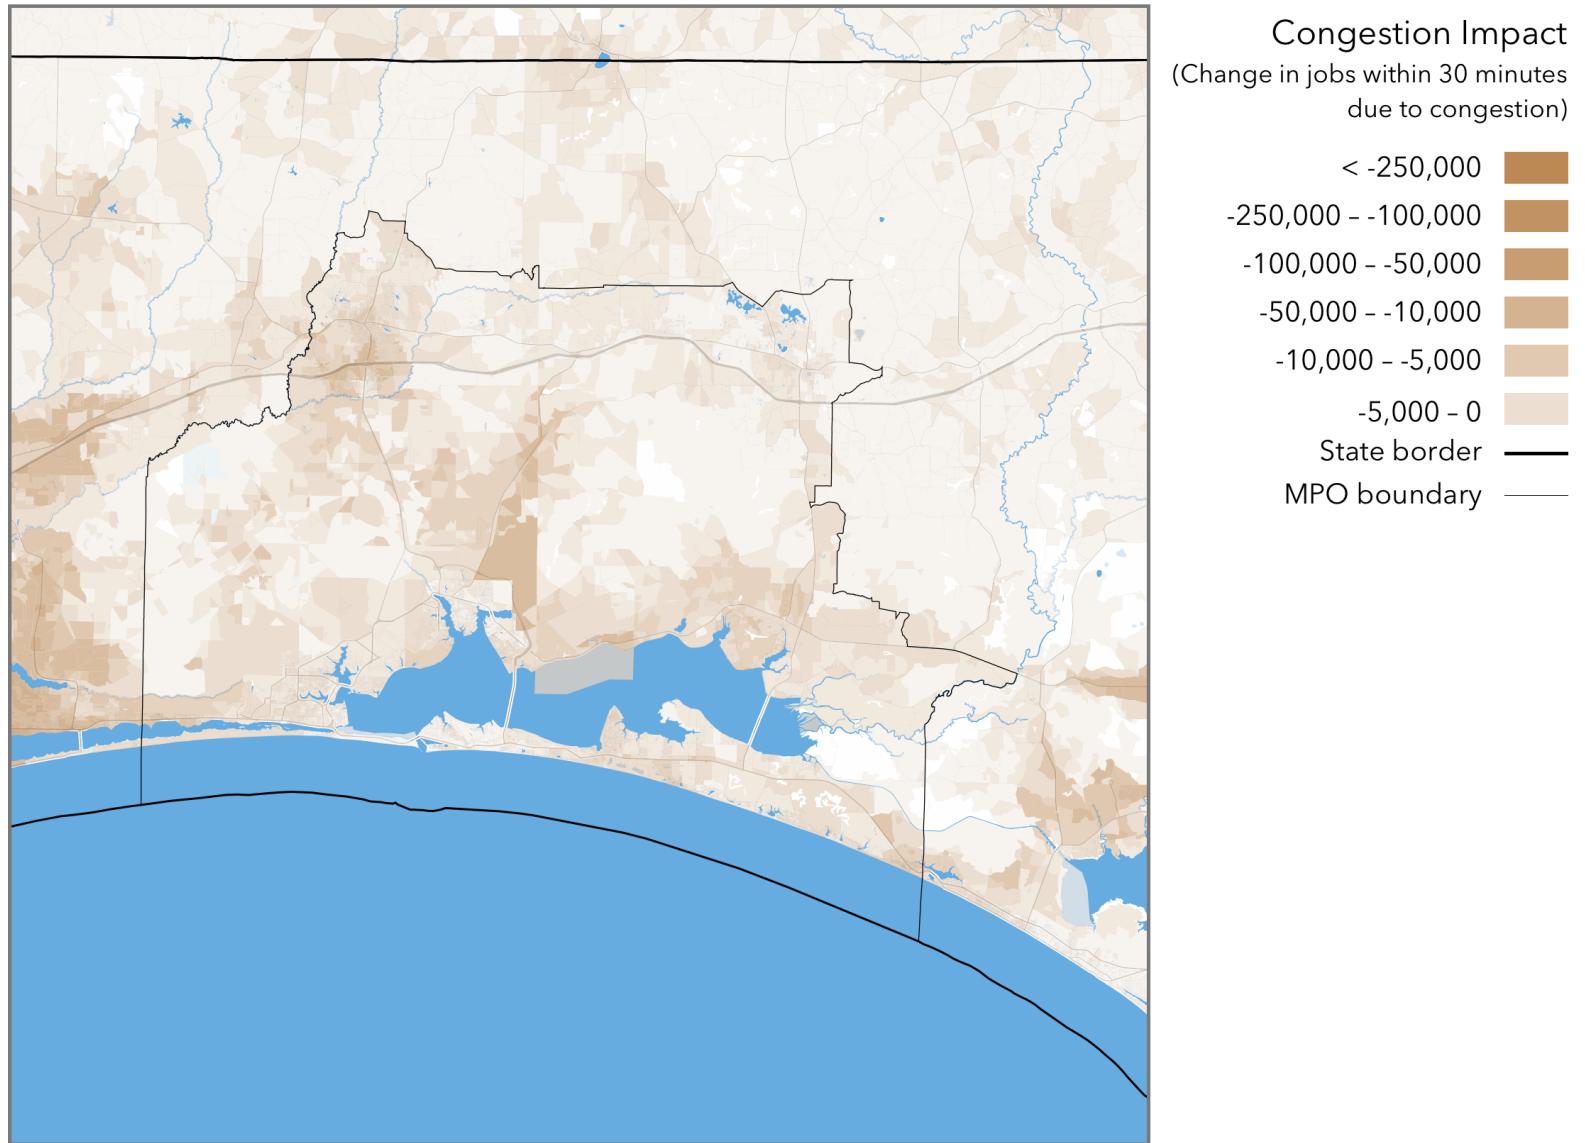 Congestion Impact
(Change in jobs within 30 minutes
due to congestion)
< -250,000
-250,000 – -100,000
-100,000 – -50,000
-50,000 – -10,000
-10,000 – -5,000
-5,000 – 0
State border
MPO boundary